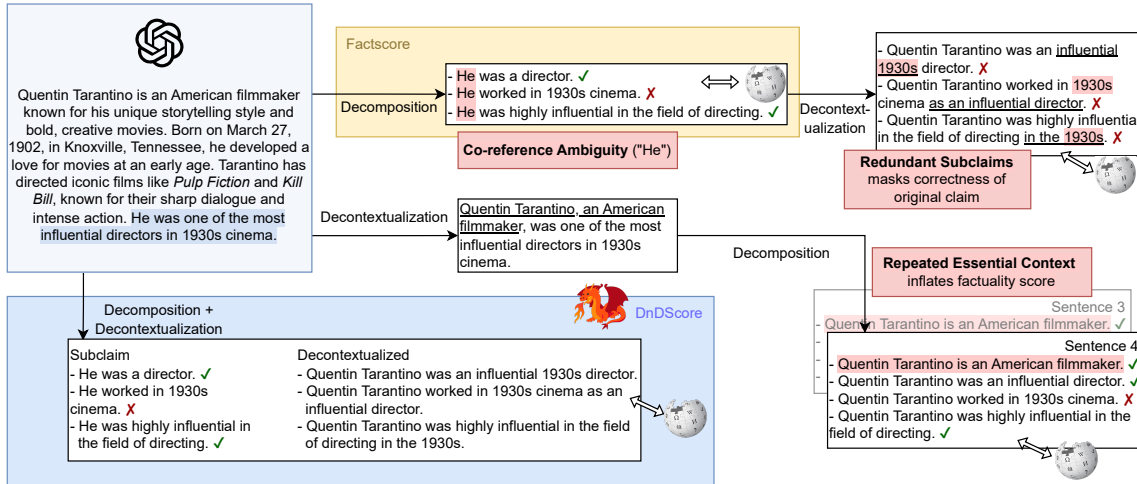 Quentin Tarantino is an American filmmaker
known for his unique storytelling style and
bold, creative movies. Born on March 27,
1902, in Knoxville, Tennessee, he developed a
love for movies at an early age. Tarantino has
directed iconic films like Pulp Fiction and Kill
Bill, known for their sharp dialogue and
intense action. He was one of the most
influential directors in 1930s cinema.
Factscore
Decomposition
- He was a director. ✓
- He worked in 1930s cinema. ✗
- He was highly influential in the field of directing. ✓
Co-reference Ambiguity ("He")
Decontext-
ualization
- Quentin Tarantino was an influential
1930s director. ✗
- Quentin Tarantino worked in 1930s
cinema as an influential director. ✗
- Quentin Tarantino was highly influential
in the field of directing in the 1930s. ✗
Redundant Subclaims
masks correctness of
original claim
Decontextualization
Quentin Tarantino, an American
filmmaker, was one of the most
influential directors in 1930s
cinema.
Decomposition
Repeated Essential Context
inflates factuality score
Sentence 3
- Quentin Tarantino is an American filmmaker. ✓
-
-
-
Sentence 4
- Quentin Tarantino is an American filmmaker. ✓
- Quentin Tarantino was an influential director. ✓
- Quentin Tarantino worked in 1930s cinema. ✗
- Quentin Tarantino was highly influential in the
field of directing. ✓
Decomposition +
Decontextualization
DnDScore
Subclaim
- He was a director. ✓
- He worked in 1930s
cinema. ✗
- He was highly influential in
the field of directing. ✓
Decontextualized
- Quentin Tarantino was an influential 1930s director.
- Quentin Tarantino worked in 1930s cinema as an
influential director.
- Quentin Tarantino was highly influential in the field
of directing in the 1930s.